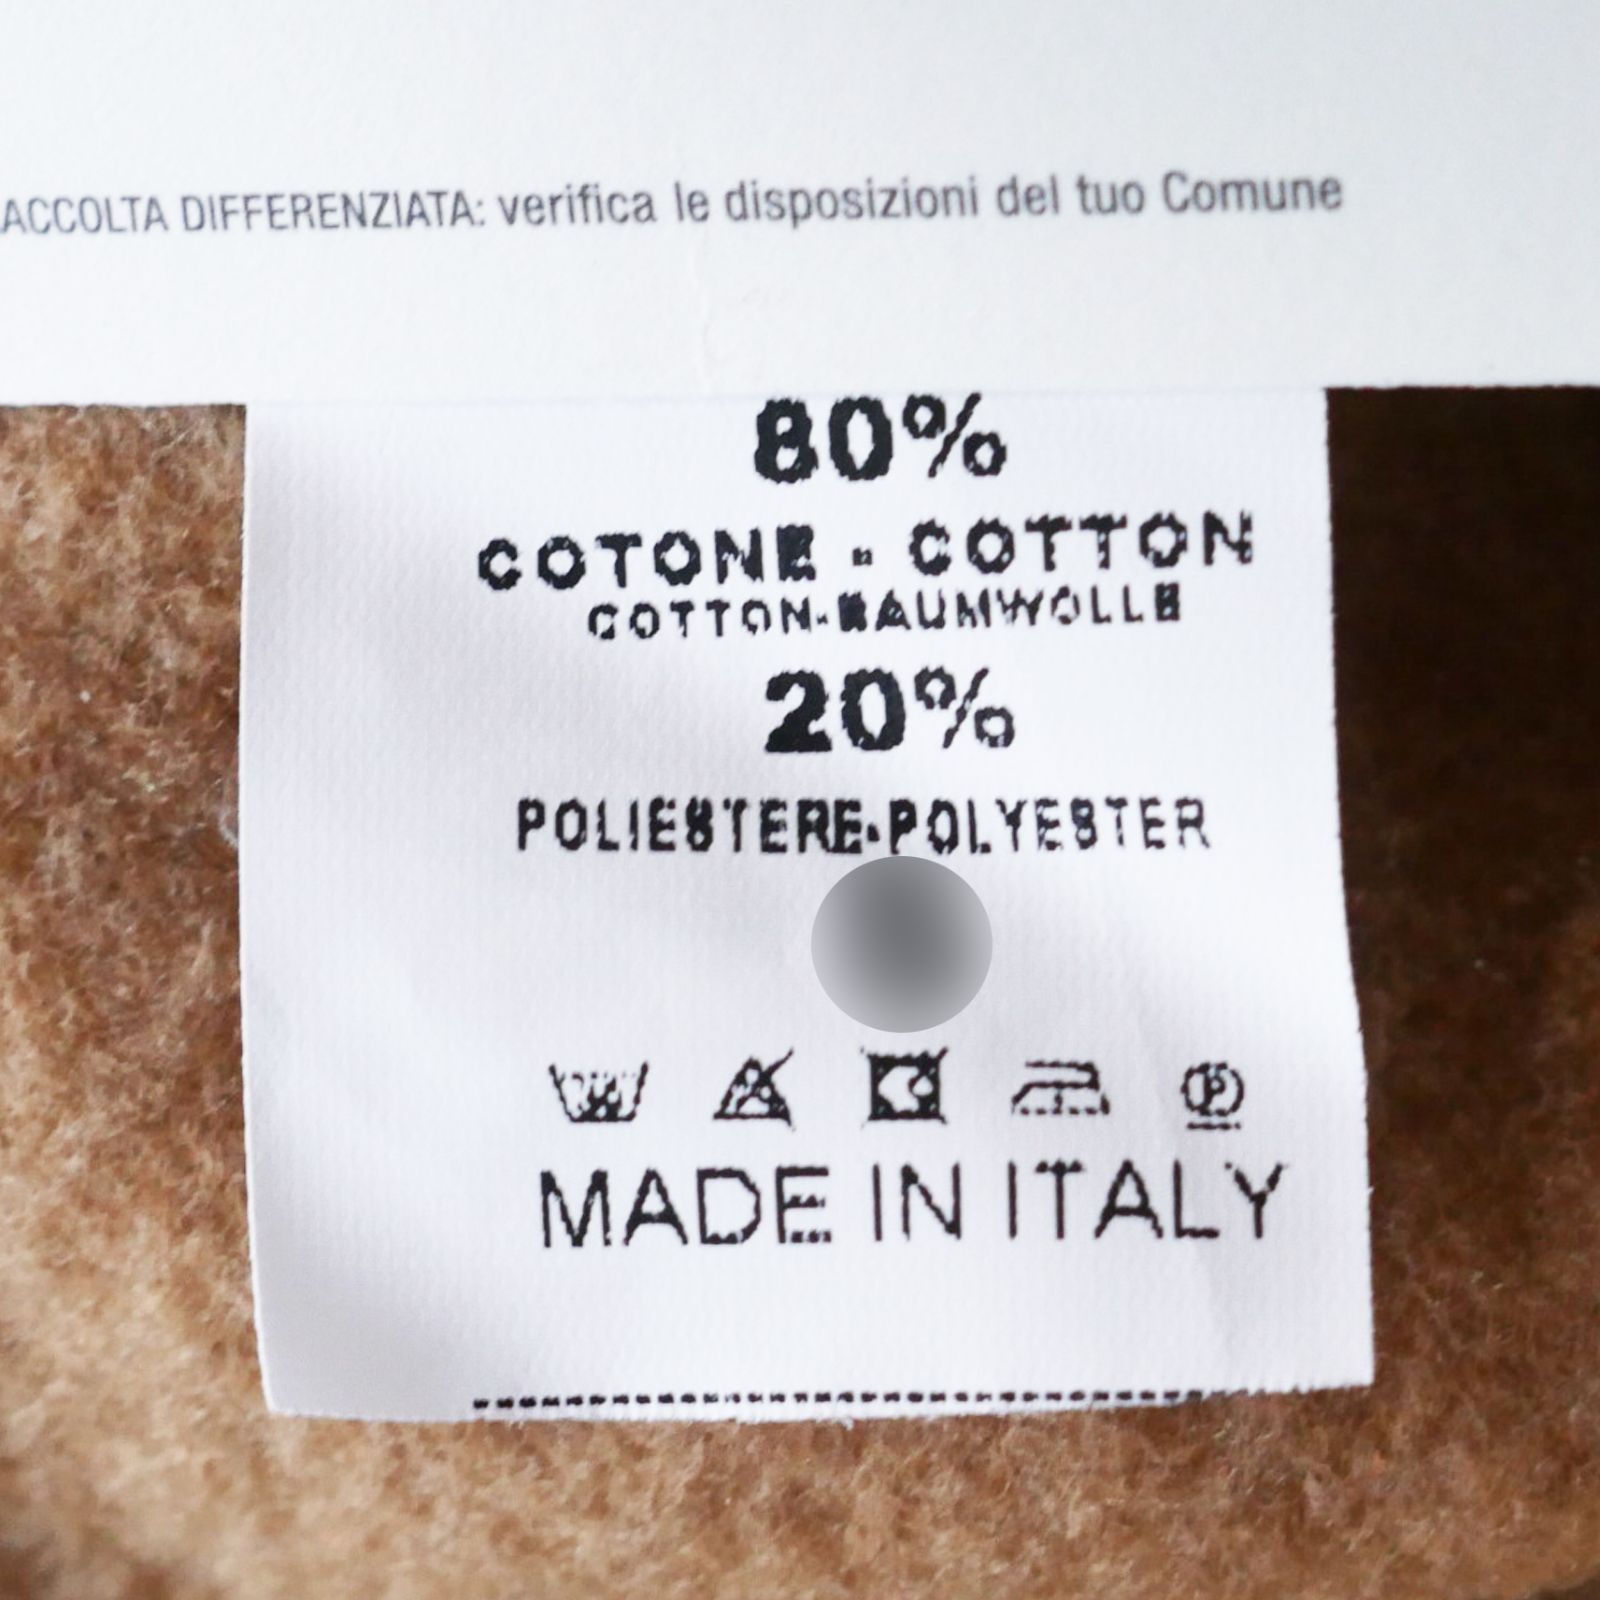 ACCOLTA DIFFERENZIATA: verifica le disposizioni del tuo Comune
80%
COTONE - COTTON
COTTON-BAUMWOLLE
20%
POLIESTERE-POLYESTER
MADE IN ITALY